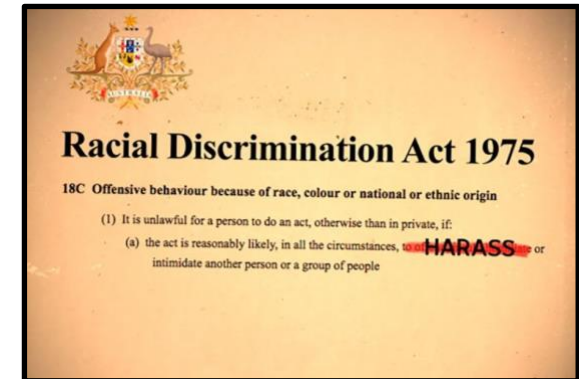 AUSTRALIA
Racial Discrimination Act 1975
18C Offensive behaviour because of race, colour or national or ethnic origin
(1) It is unlawful for a person to do an act, otherwise than in private, if:
(a) the act is reasonably likely, in all the circumstances, to HARASS or
intimidate another person or a group of people